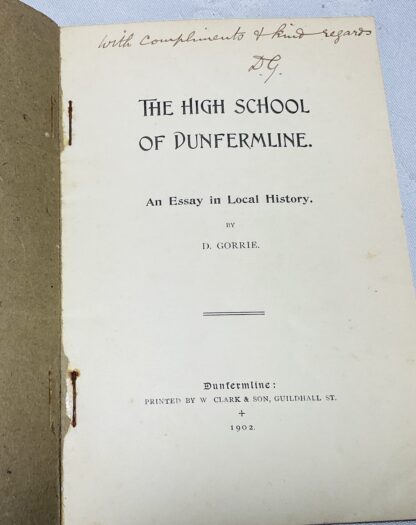 With compliments & kind regards
D.G.
THE HIGH SCHOOL
OF DUNFERMLINE.
An Essay in Local History.
BY
D. GORRIE.
Dunfermline:
PRINTED BY W. CLARK & SON, GUILDHALL ST.
+
1902.